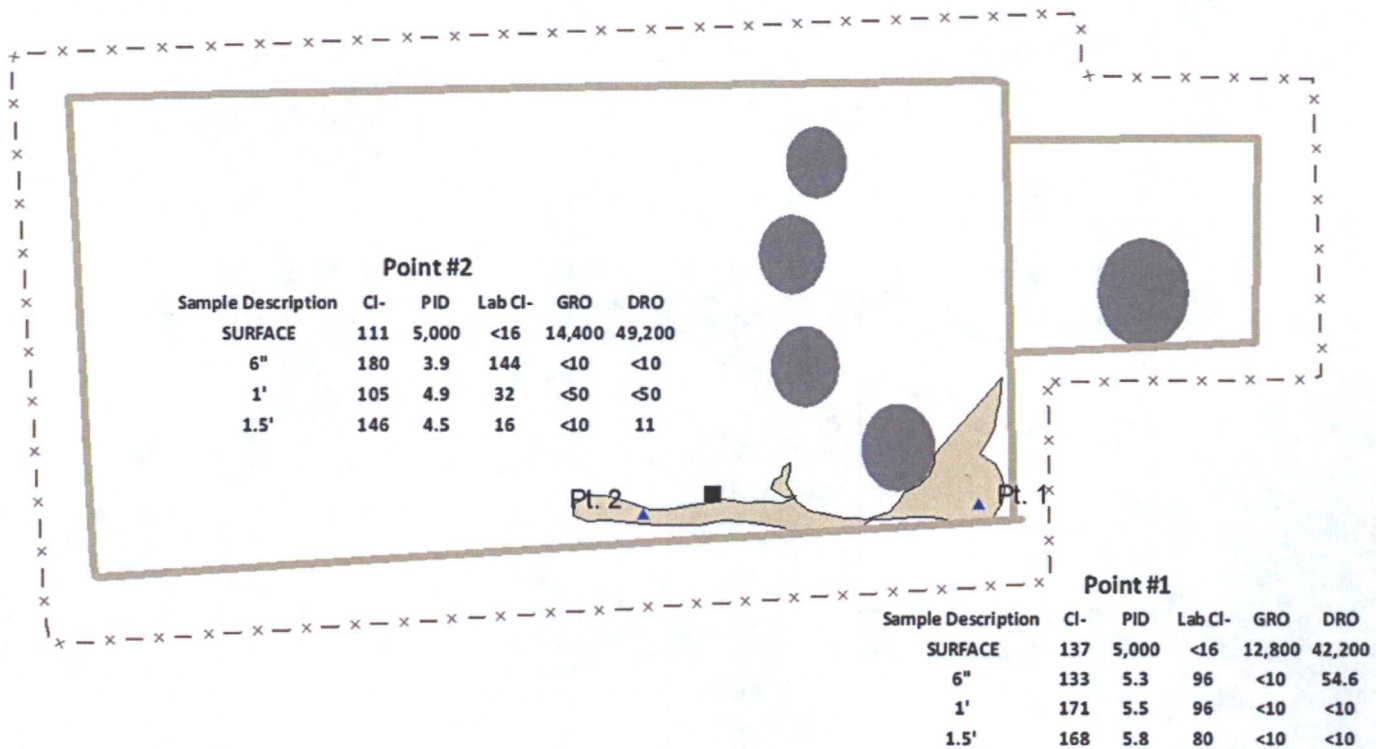 Point #2
Sample Description Cl- PID Lab Cl- GRO DRO
SURFACE 111 5,000 <16 14,400 49,200
6" 180 3.9 144 <10 <10
1' 105 4.9 32 <50 <50
1.5' 146 4.5 16 <10 11
Pt. 2
Pt. 1
Point #1
Sample Description Cl- PID Lab Cl- GRO DRO
SURFACE 137 5,000 <16 12,800 42,200
6" 133 5.3 96 <10 54.6
1' 171 5.5 96 <10 <10
1.5' 168 5.8 80 <10 <10